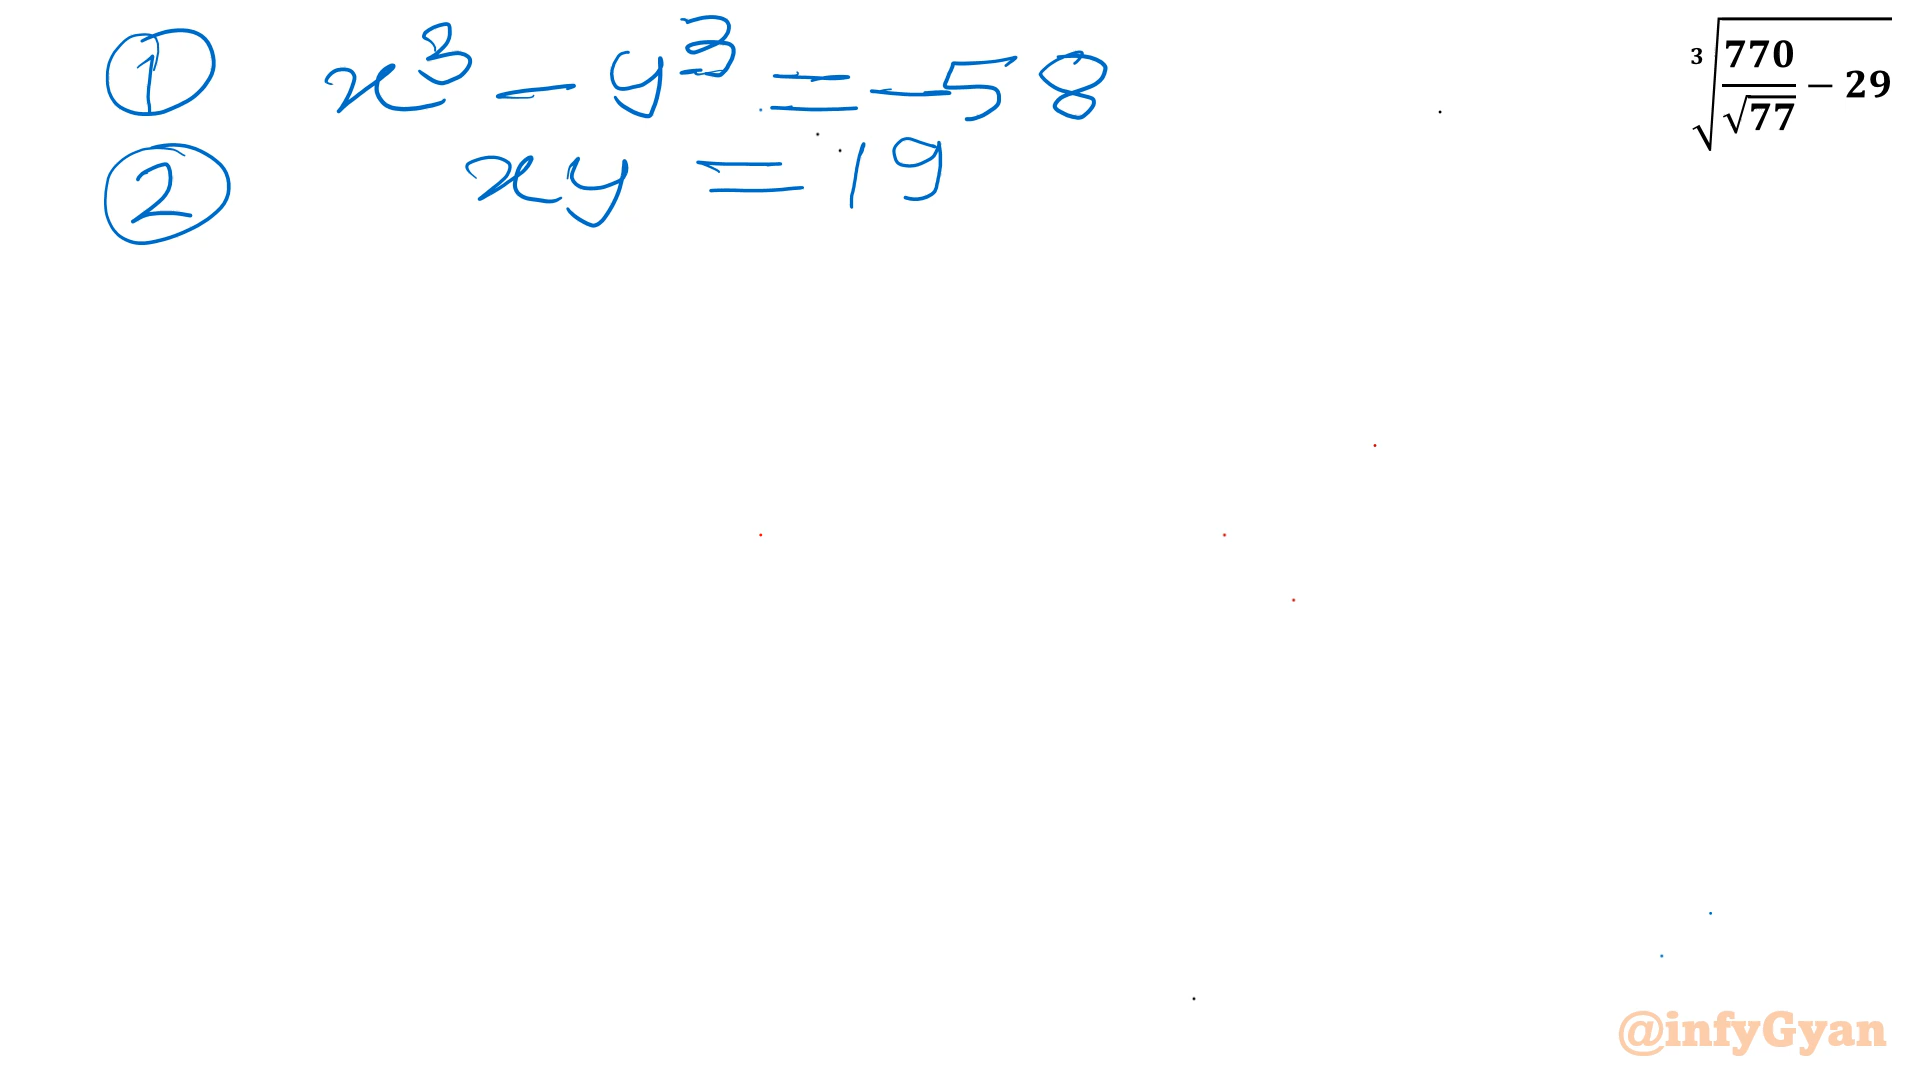 ① x³ - y³ = -58
② xy = 19
∛(770/√77 − 29)
@infyGyan